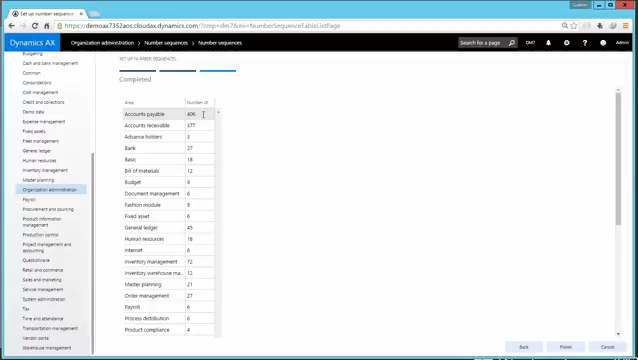 Set up number sequences
https://demoax7352aos.cloudax.dynamics.com/?cmp=dm7&mi=NumberSequenceTableListPage
Dynamics AX
Organization administration > Number sequences > Number sequences
Search for a page
DMT
Admin
Budgeting
Cash and bank management
Common
Consolidations
Cost management
Credit and collections
Demo data
Expense management
Fixed assets
Fleet management
General ledger
Human resources
Inventory management
Master planning
Organization administration
Payroll
Procurement and sourcing
Product information
management
Production control
Project management and
accounting
Questionnaire
Retail and commerce
Sales and marketing
Service management
System administration
Tax
Time and attendance
Transportation management
Vendor portal
Warehouse management
SET UP NUMBER SEQUENCES
Completed
Area Number of
Accounts payable 406
Accounts receivable 377
Advance holders 3
Bank 27
Basic 18
Bill of materials 12
Budget 9
Document management 6
Fashion module 9
Fixed asset 6
General ledger 45
Human resources 18
Internet 6
Inventory management 72
Inventory warehouse ma...
12
Master planning 21
Order management 27
Payroll 6
Process distribution 6
Product compliance 4
Back
Finish
Cancel